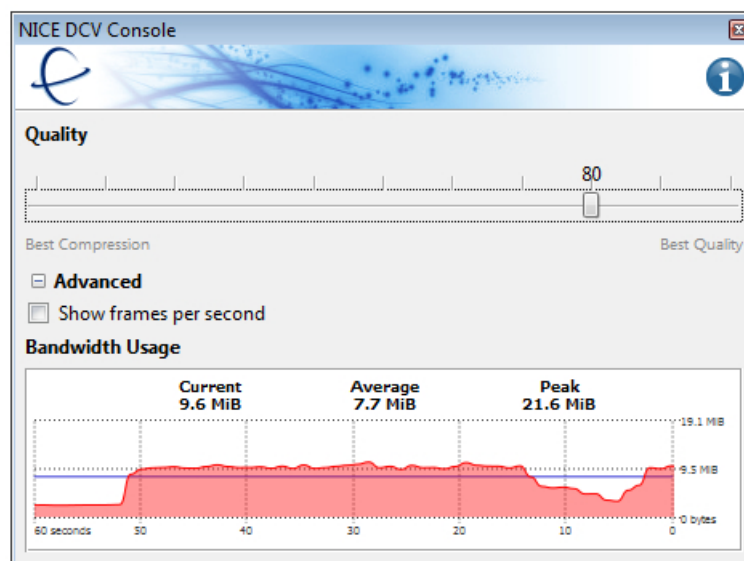 NICE DCV Console
Quality
80
Best Compression Best Quality
Advanced
Show frames per second
Bandwidth Usage
Current Average Peak
9.6 MiB 7.7 MiB 21.6 MiB
19.1 MiB
9.5 MiB
0 bytes
60 seconds 50 40 30 20 10 0